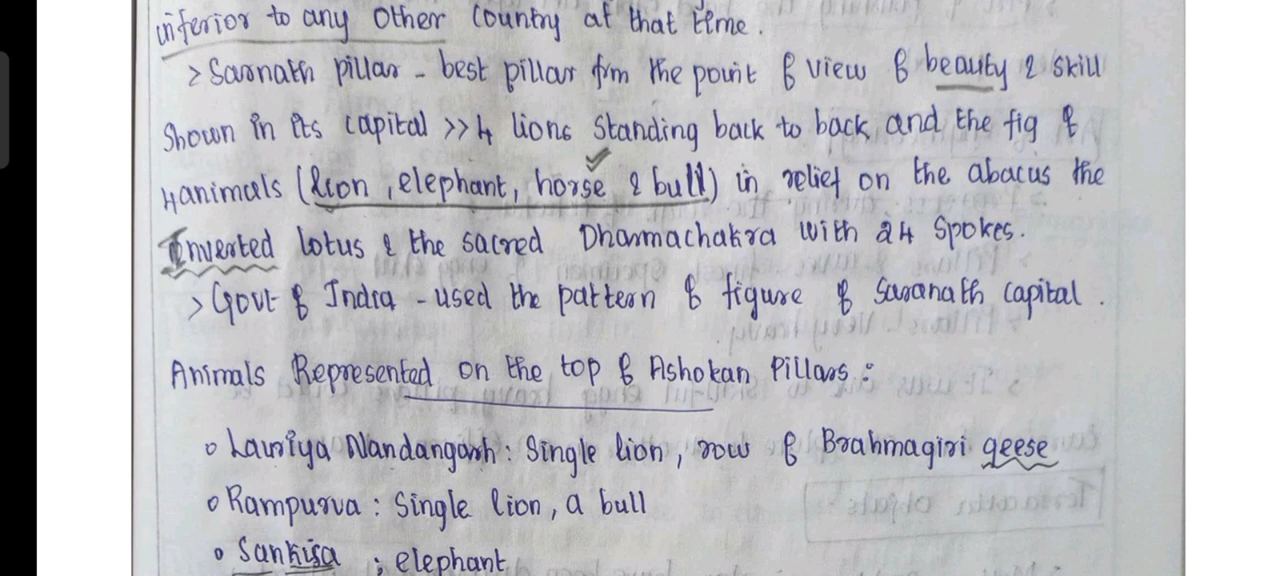 inferior to any other country at that time.
> Sarnath pillar - best pillar frm the point of view of beauty & skill
shown in its capital >> 4 lions standing back to back and the fig of
4animals (lion, elephant, horse & bull) in relief on the abacus the
Inverted lotus & the sacred Dharmachakra with 24 spokes.
> Govt of India - used the pattern of figure of Saranath capital.
Animals Represented on the top of Ashokan Pillars:
o Lauriya Nandangarh: Single lion, row of Brahmagiri geese
o Rampurva: Single lion, a bull
o Sankisa : elephant